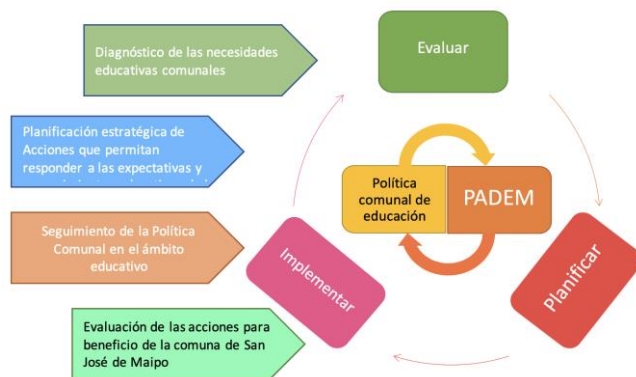 Diagnóstico de las necesidades
educativas comunales
Evaluar
Planificación estratégica de
Acciones que permitan
responder a las expectativas y
Política
comunal de
educación
PADEM
Seguimiento de la Política
Comunal en el ámbito
educativo
Implementar
Planificar
Evaluación de las acciones para
beneficio de la comuna de San
José de Maipo